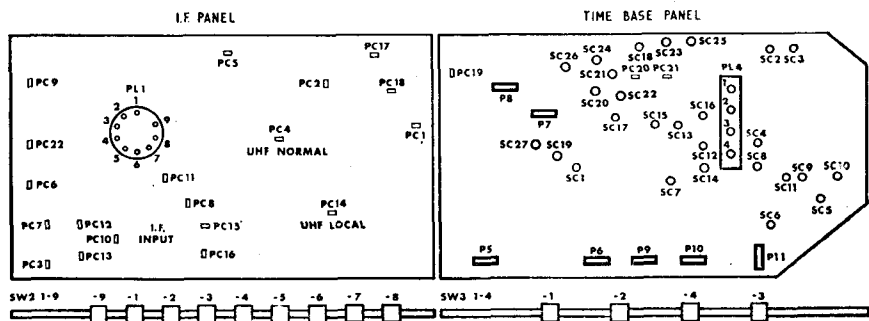 I.F. PANEL
TIME BASE PANEL
PC17
PC5
SC25
SC23
SC18
SC24
SC26
SC2 SC3
PC9
PL1
PC2
PC18
PC19
SC21
PC20
PC21
PL4
1
2
3
4
5
6
7
8
9
P8
SC20
SC22
1
2
3
4
PC4
PC1
UHF NORMAL
P7
SC17
SC15
SC13
SC16
SC4
PC22
SC27
SC19
SC12
SC8
PC11
SC1
SC14
SC9
SC10
PC6
SC7
SC11
PC8
PC14
SC5
PC7
PC12
I.F.
INPUT
PC15
UHF LOCAL
SC6
PC10
PC13
PC16
PC3
P5
P6
P9
P10
P11
SW2 1-9
-9
-1
-2
-3
-4
-5
-6
-7
-8
SW3 1-4
-1
-2
-4
-3